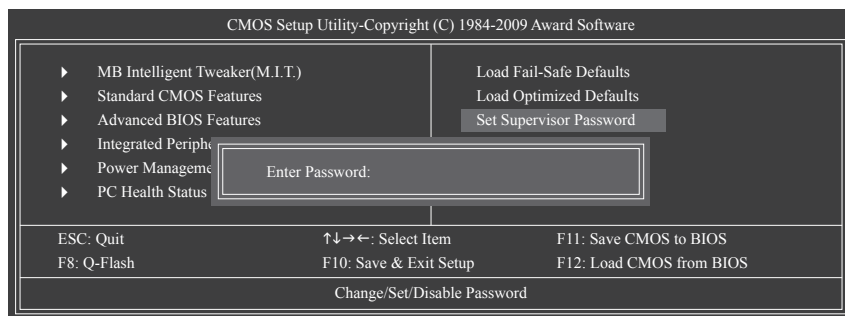 CMOS Setup Utility-Copyright (C) 1984-2009 Award Software
MB Intelligent Tweaker(M.I.T.)
Standard CMOS Features
Advanced BIOS Features
Integrated Periphe
Power Manageme
PC Health Status
Load Fail-Safe Defaults
Load Optimized Defaults
Set Supervisor Password
Enter Password:
ESC: Quit ↑↓→←: Select Item F11: Save CMOS to BIOS
F8: Q-Flash F10: Save & Exit Setup F12: Load CMOS from BIOS
Change/Set/Disable Password